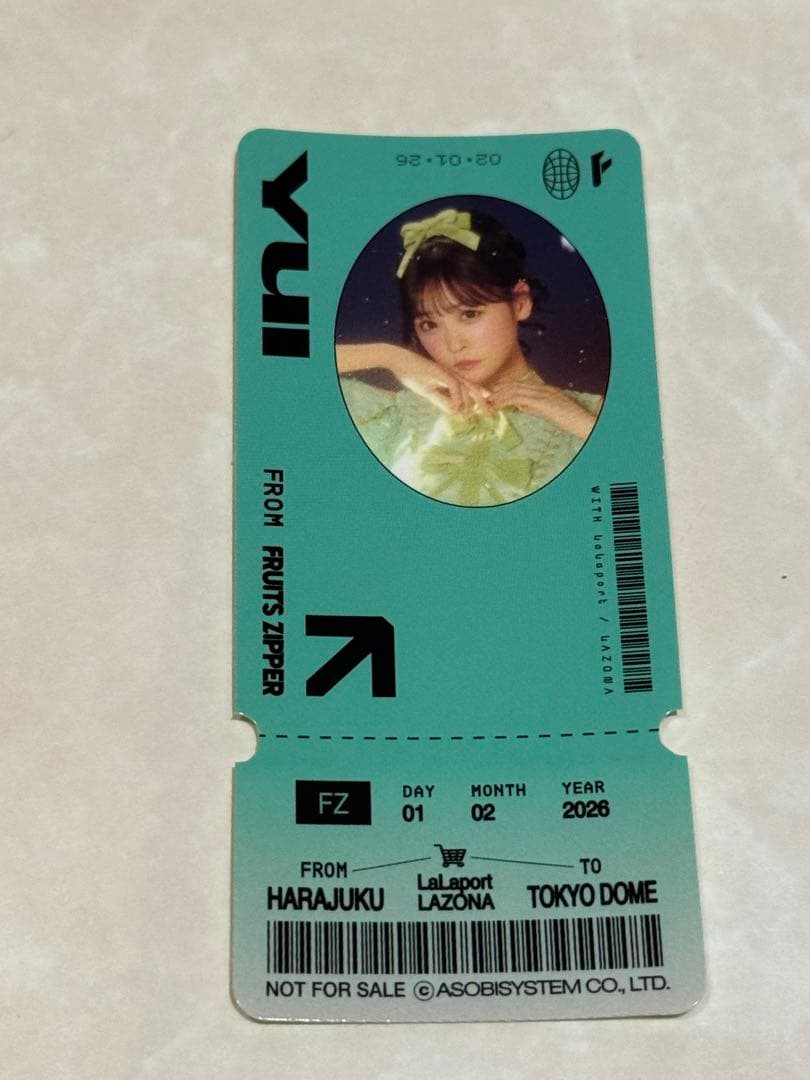 02•01•26
YUI
FROM FRUITS ZIPPER
WITH LaLaport / LAZONA
FZ
DAY MONTH YEAR
01 02 2026
FROM TO
HARAJUKU LaLaport LAZONA TOKYO DOME
NOT FOR SALE ©ASOBISYSTEM CO., LTD.